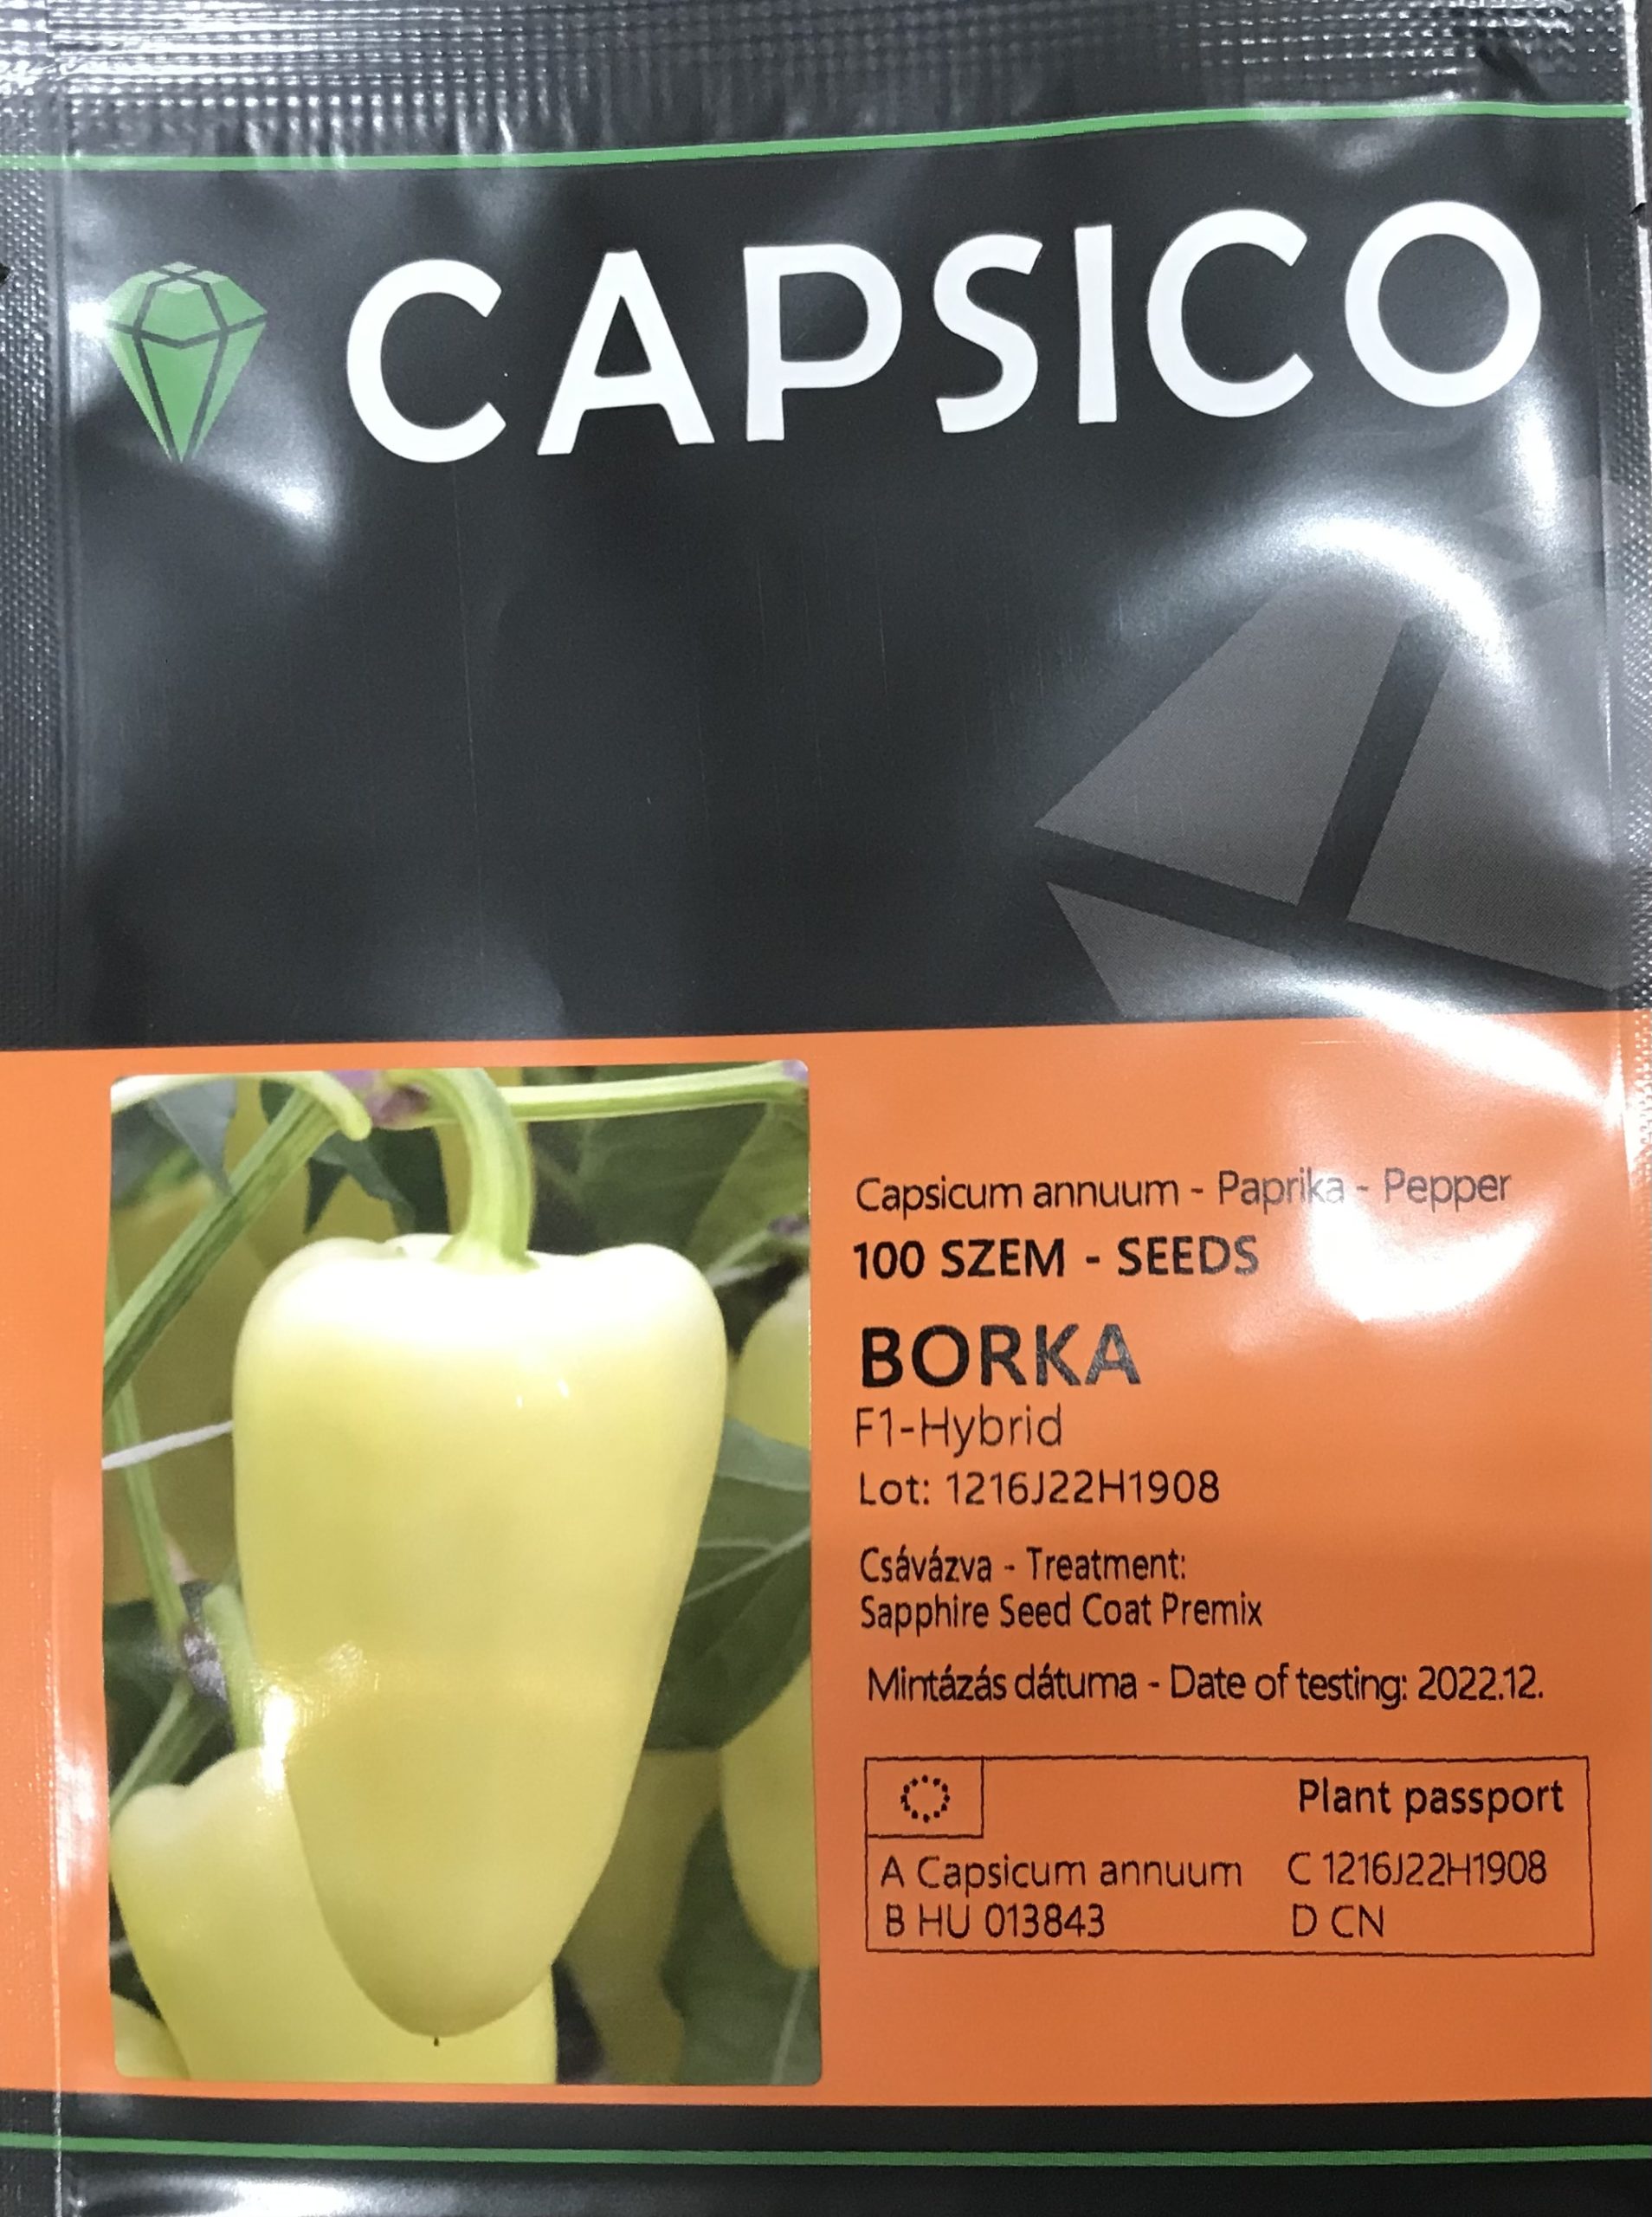 CAPSICO
Capsicum annuum - Paprika - Pepper
100 SZEM - SEEDS
BORKA
F1-Hybrid
Lot: 1216J22H1908
Csávázva - Treatment:
Sapphire Seed Coat Premix
Mintázás dátuma - Date of testing: 2022.12.
Plant passport
A Capsicum annuum C 1216J22H1908
B HU 013843 D CN